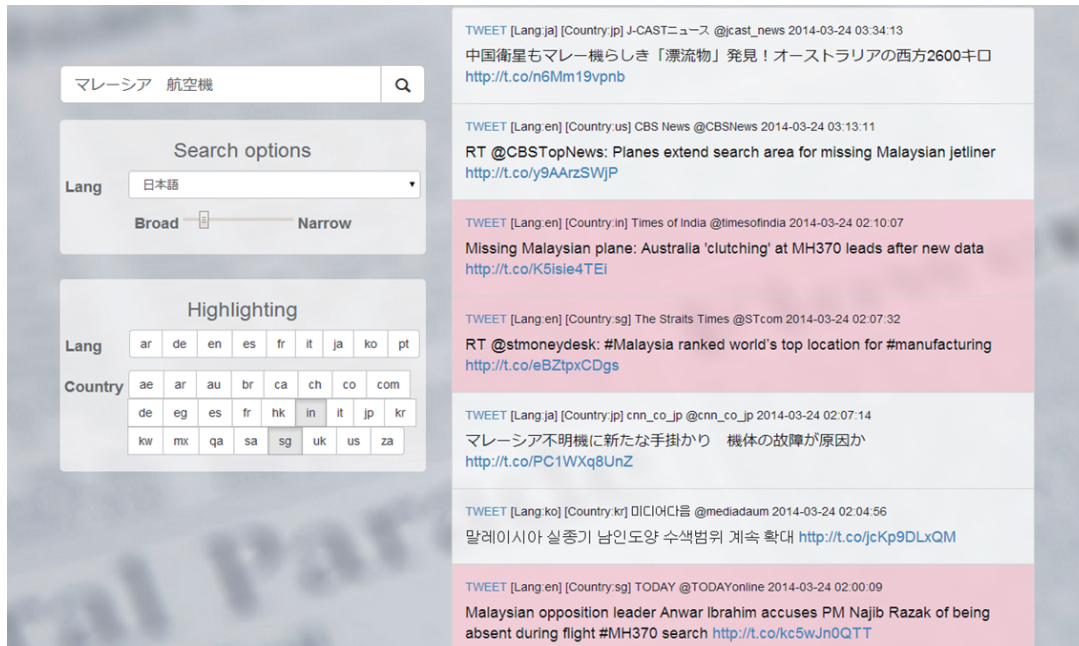 マレーシア　航空機
Search options
Lang 日本語
Broad Narrow
Highlighting
Lang ar de en es fr it ja ko pt
Country ae ar au br ca ch co com
de eg es fr hk in it jp kr
kw mx qa sa sg uk us za
TWEET [Lang:ja] [Country:jp] J-CASTニュース @jcast_news 2014-03-24 03:34:13
中国衛星もマレー機らしき「漂流物」発見！オーストラリアの西方2600キロ
http://t.co/n6Mm19vpnb
TWEET [Lang:en] [Country:us] CBS News @CBSNews 2014-03-24 03:13:11
RT @CBSTopNews: Planes extend search area for missing Malaysian jetliner
http://t.co/y9AArzSWjP
TWEET [Lang:en] [Country:in] Times of India @timesofindia 2014-03-24 02:10:07
Missing Malaysian plane: Australia 'clutching' at MH370 leads after new data
http://t.co/K5isie4TEi
TWEET [Lang:en] [Country:sg] The Straits Times @STcom 2014-03-24 02:07:32
RT @stmoneydesk: #Malaysia ranked world's top location for #manufacturing
http://t.co/eBZtpxCDgs
TWEET [Lang:ja] [Country:jp] cnn_co_jp @cnn_co_jp 2014-03-24 02:07:14
マレーシア不明機に新たな手掛かり　機体の故障が原因か
http://t.co/PC1WXq8UnZ
TWEET [Lang:ko] [Country:kr] 미디어다음 @mediadaum 2014-03-24 02:04:56
말레이시아 실종기 남인도양 수색범위 계속 확대 http://t.co/jcKp9DLxQM
TWEET [Lang:en] [Country:sg] TODAY @TODAYonline 2014-03-24 02:00:09
Malaysian opposition leader Anwar Ibrahim accuses PM Najib Razak of being
absent during flight #MH370 search http://t.co/kc5wJn0QTT